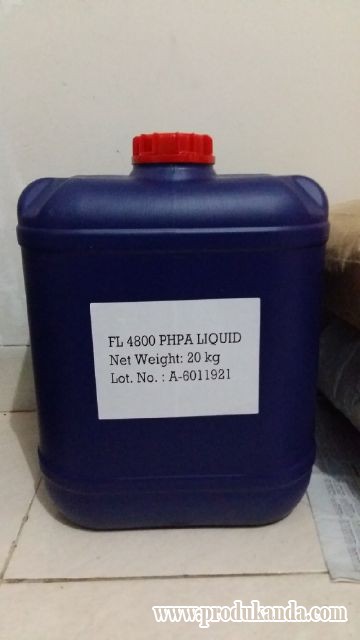 FL 4800 PHPA LIQUID
Net Weight: 20 kg
Lot. No. : A-6011921
www.produkanda.com